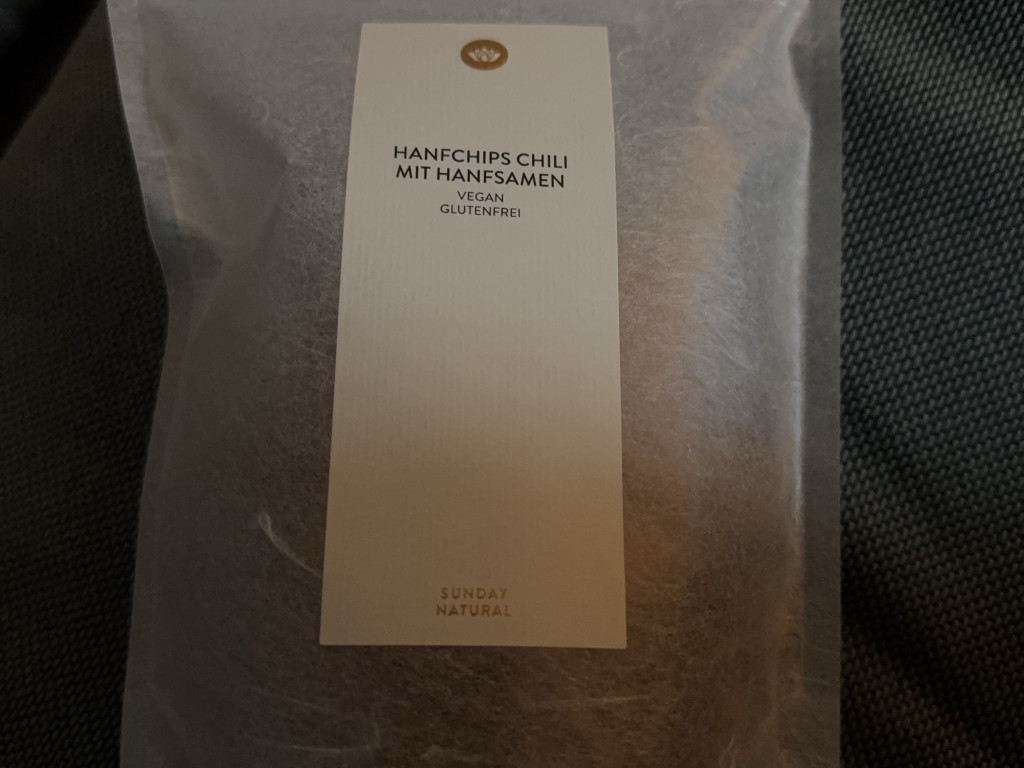 HANFCHIPS CHILI
MIT HANFSAMEN
VEGAN
GLUTENFREI
SUNDAY
NATURAL